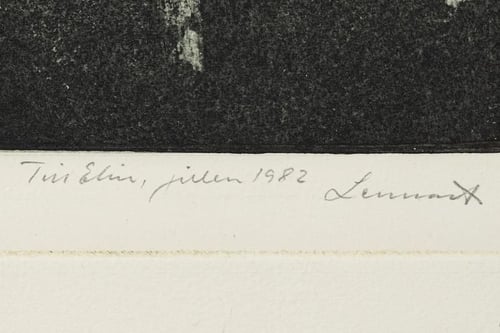 Till Elin, julen 1982 Lennart